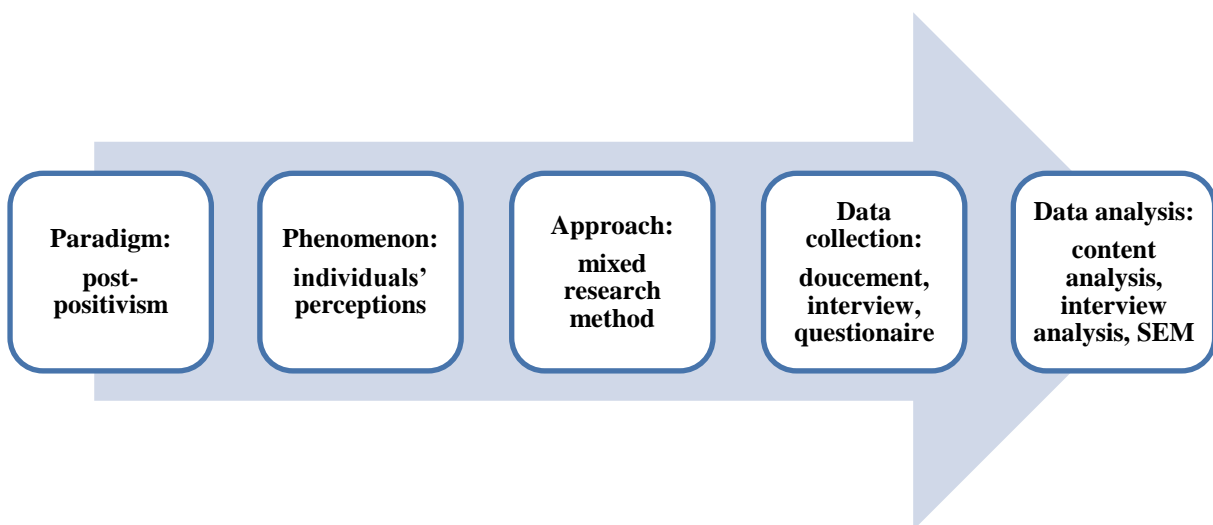 Paradigm:
post-
positivism
Phenomenon:
individuals’
perceptions
Approach:
mixed
research
method
Data
collection:
doucement,
interview,
questionaire
Data analysis:
content
analysis,
interview
analysis, SEM